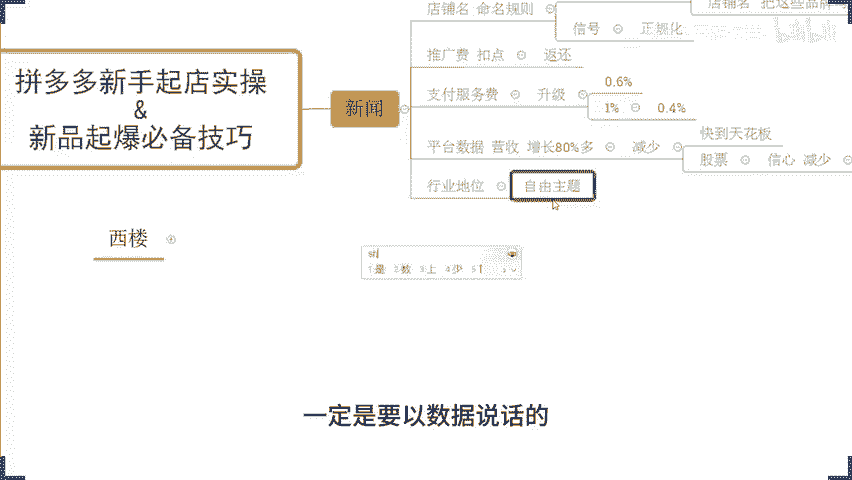 店铺名 命名规则
店铺名 把这些品牌
信号 正规化
bilibili
推广费 扣点 返还
拼多多新手起店实操
&
新品起爆必备技巧
新闻
支付服务费 升级
0.6%
1% 0.4%
平台数据 营收 增长80%多 减少
快到天花板
股票 信心 减少
行业地位 自由主题
西楼
1是 2数 3上 4少
一定是要以数据说话的